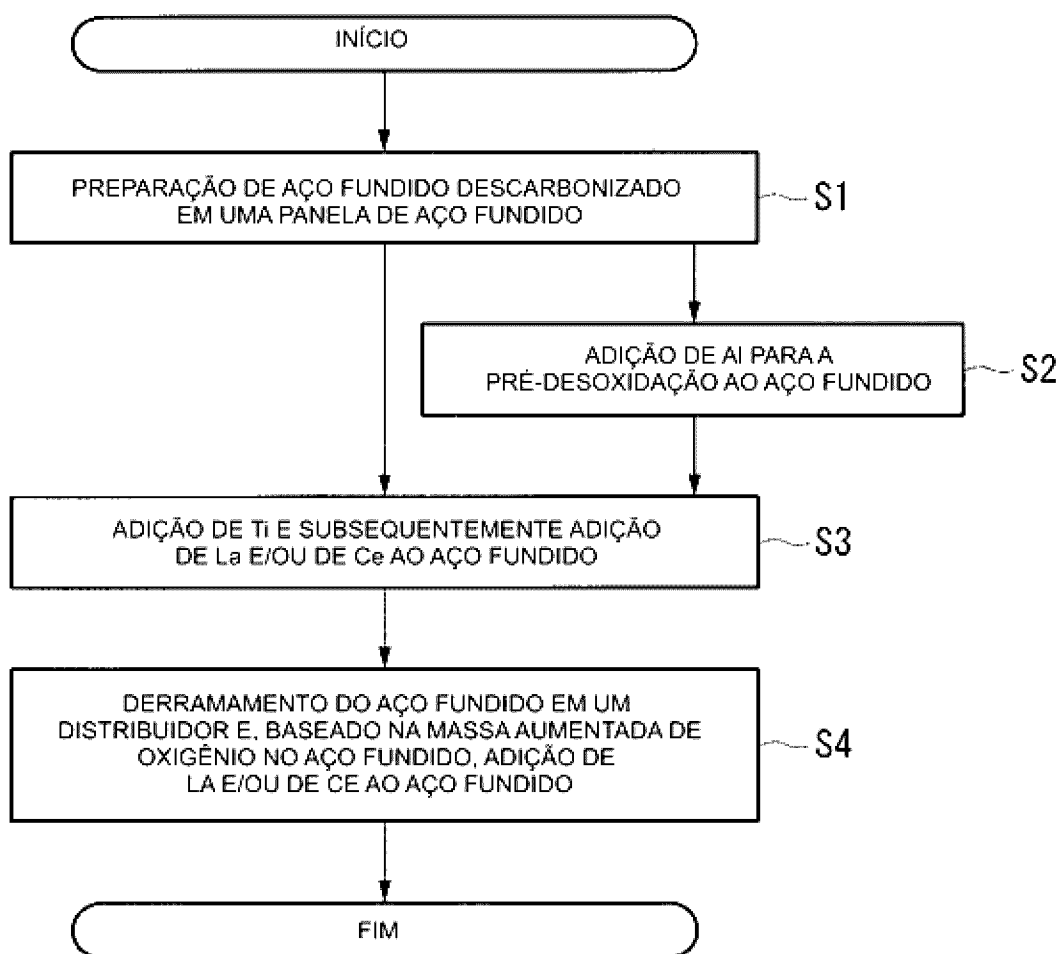 INÍCIO
PREPARAÇÃO DE AÇO FUNDIDO DESCARBONIZADO
EM UMA PANELA DE AÇO FUNDIDO
S1
ADIÇÃO DE Al PARA A
PRÉ-DESOXIDAÇÃO AO AÇO FUNDIDO
S2
ADIÇÃO DE Ti E SUBSEQUENTEMENTE ADIÇÃO
DE La E/OU DE Ce AO AÇO FUNDIDO
S3
DERRAMAMENTO DO AÇO FUNDIDO EM UM
DISTRIBUIDOR E, BASEADO NA MASSA AUMENTADA DE
OXIGÊNIO NO AÇO FUNDIDO, ADIÇÃO DE
LA E/OU DE CE AO AÇO FUNDIDO
S4
FIM